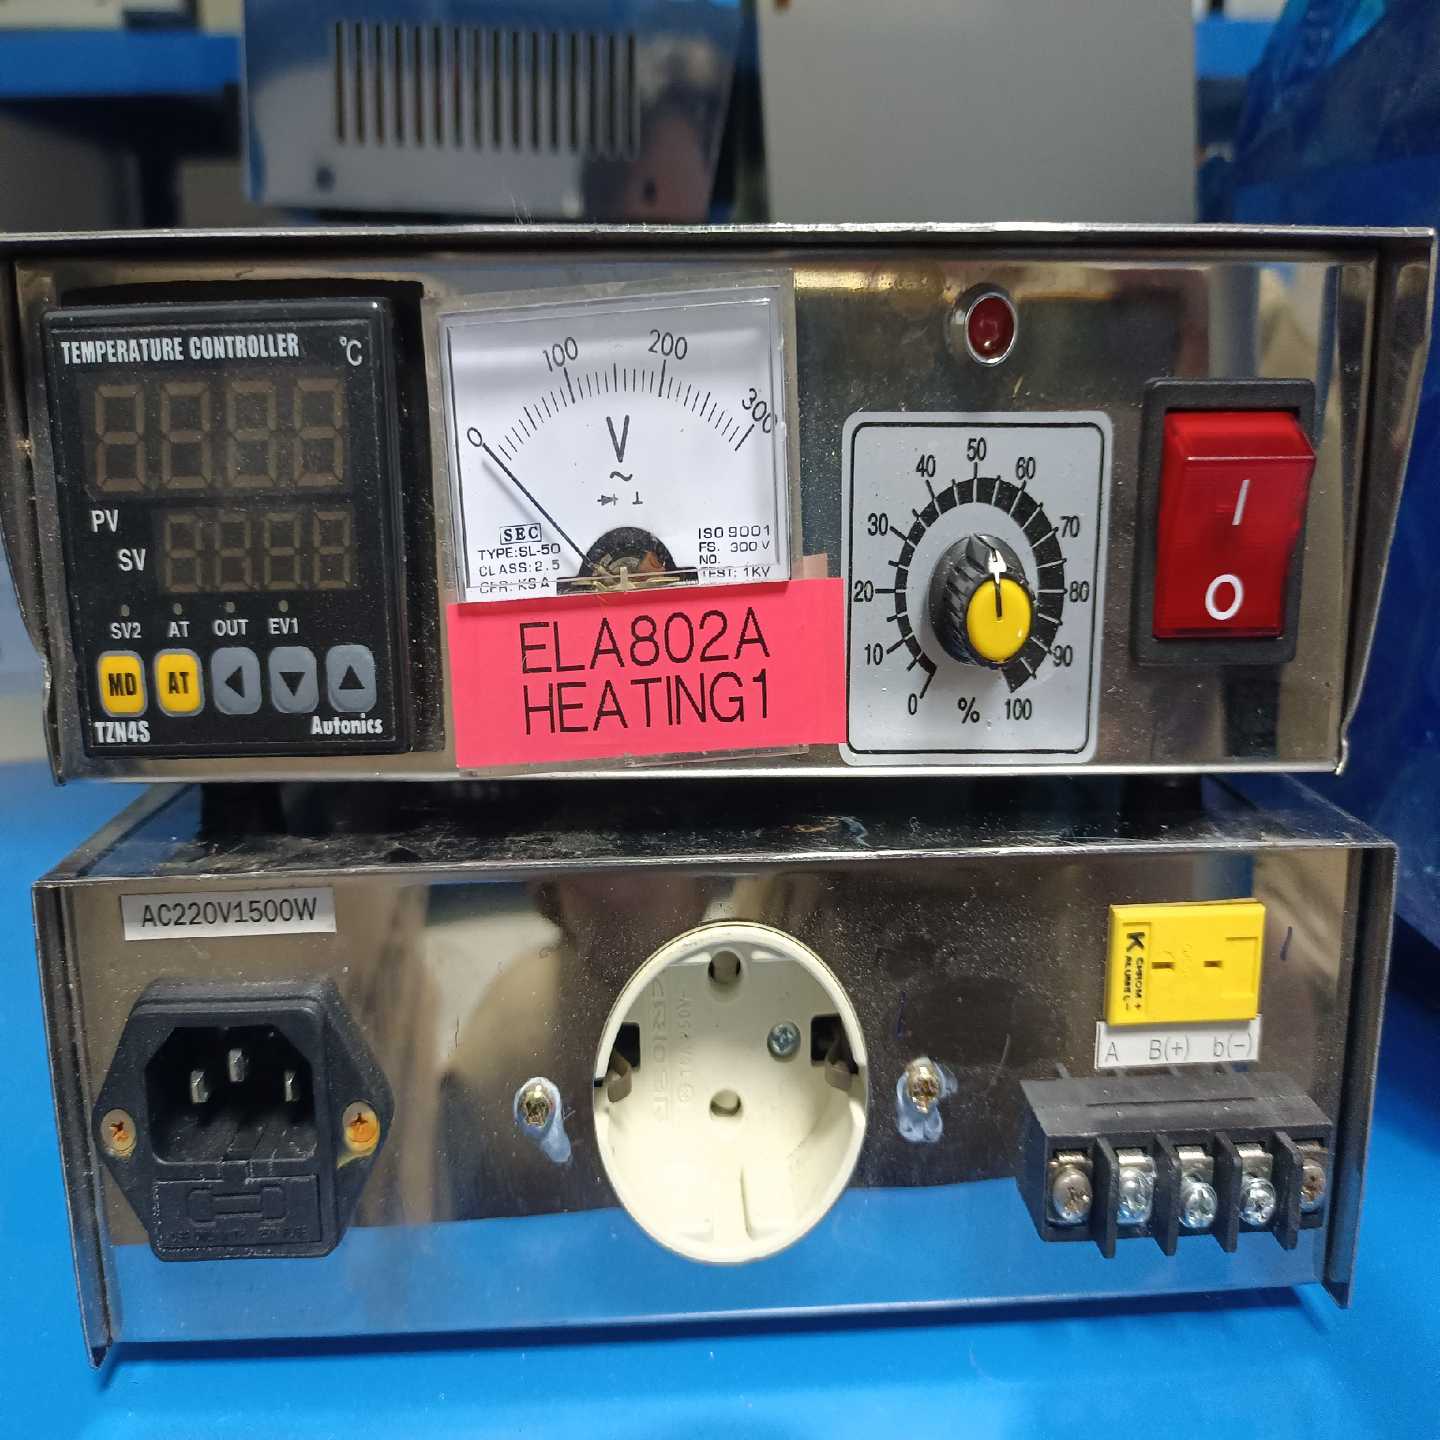 TEMPERATURE CONTROLLER °C
PV
SV
SV2 AT OUT EV1
MD AT
TZN4S Autonics
0 100 200 300
V
~
SEC
TYPE:SL-50
CLASS:2.5
ISO 9001
FS. 300 V
NO.
TEST: 1KV
ELA802A
HEATING1
0 10 20 30 40 50 60 70 80 90 100
%
I
O
AC220V1500W
K
CHROM +
ALUMEL -
A B(+) b(-)